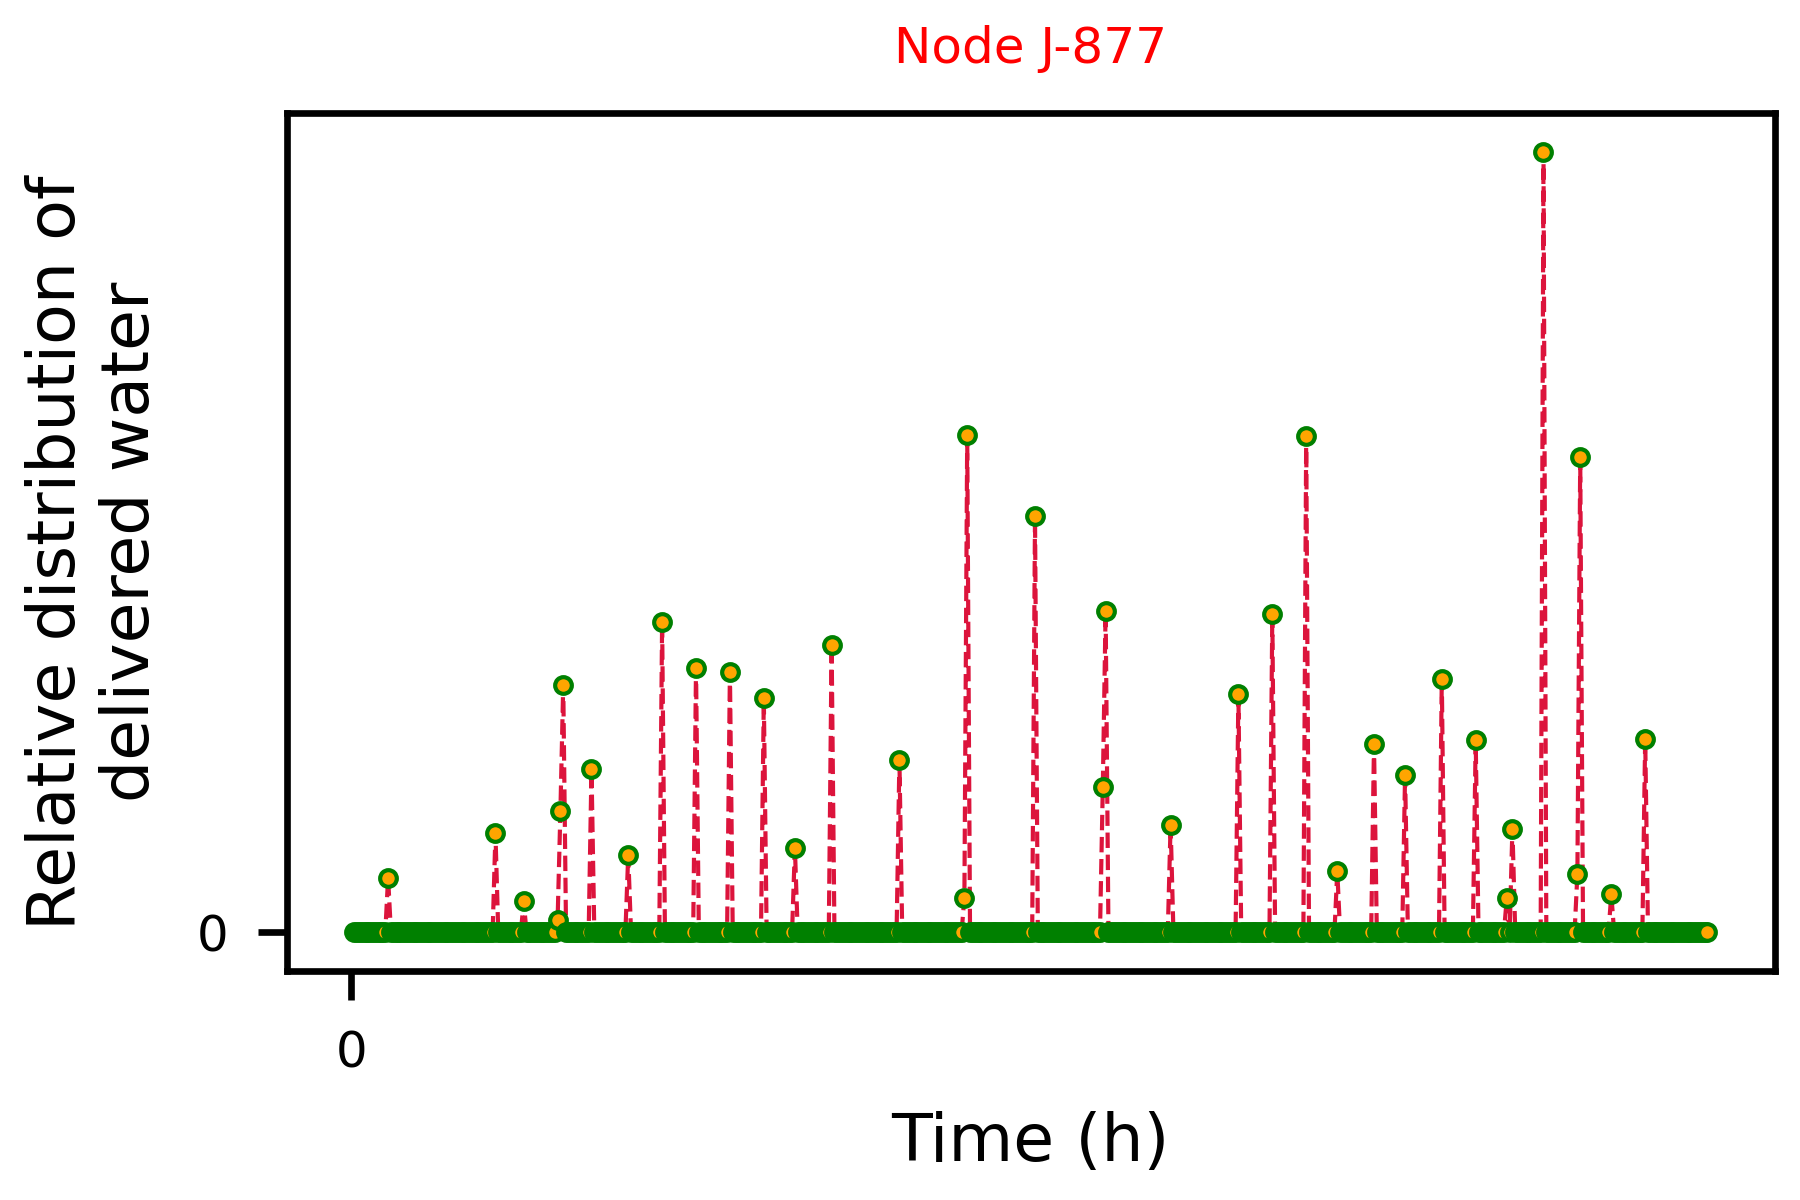 Node J-877
Relative distribution of
delivered water
0
0
Time (h)